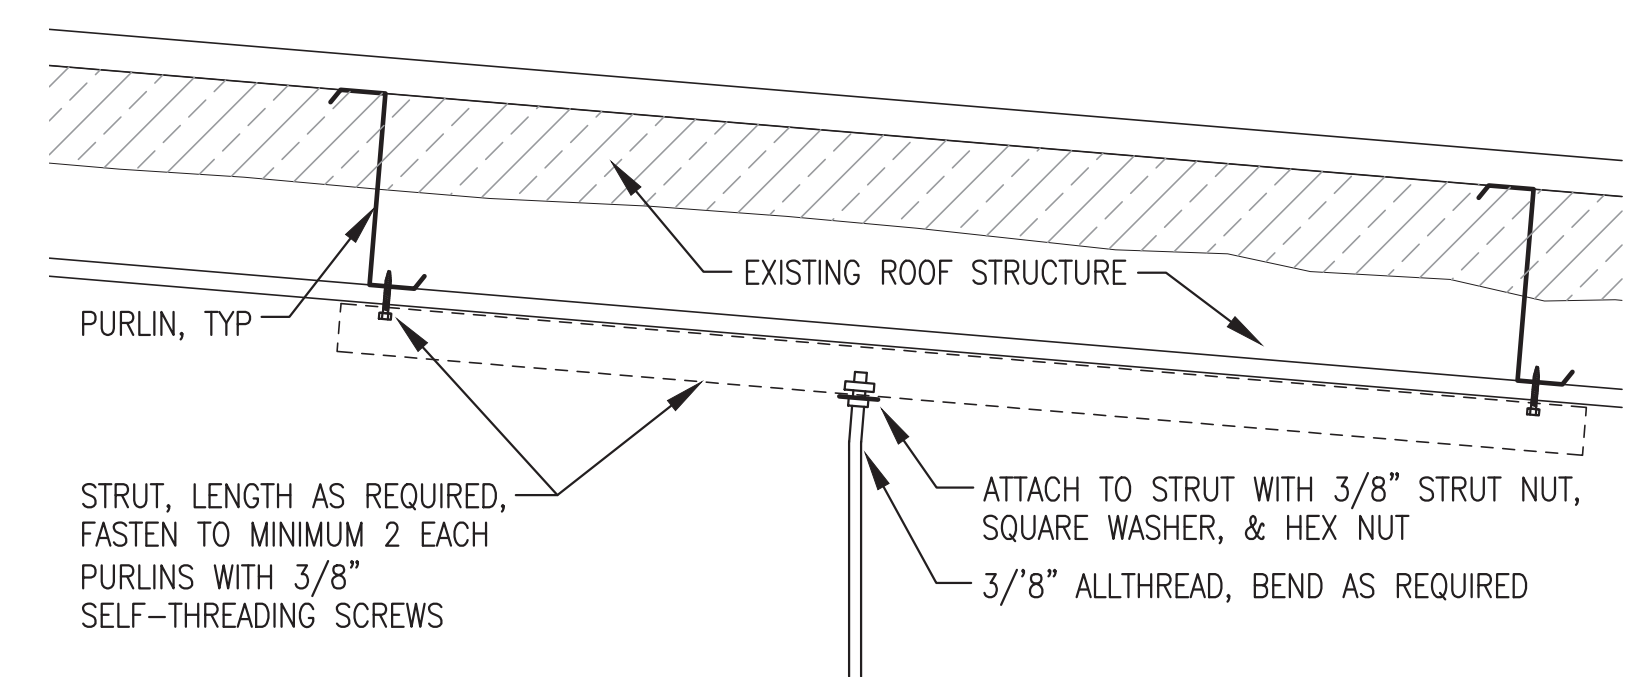 EXISTING ROOF STRUCTURE
PURLIN, TYP
STRUT, LENGTH AS REQUIRED,
FASTEN TO MINIMUM 2 EACH
PURLINS WITH 3/8"
SELF-THREADING SCREWS
ATTACH TO STRUT WITH 3/8" STRUT NUT,
SQUARE WASHER, & HEX NUT
3/'8" ALLTHREAD, BEND AS REQUIRED